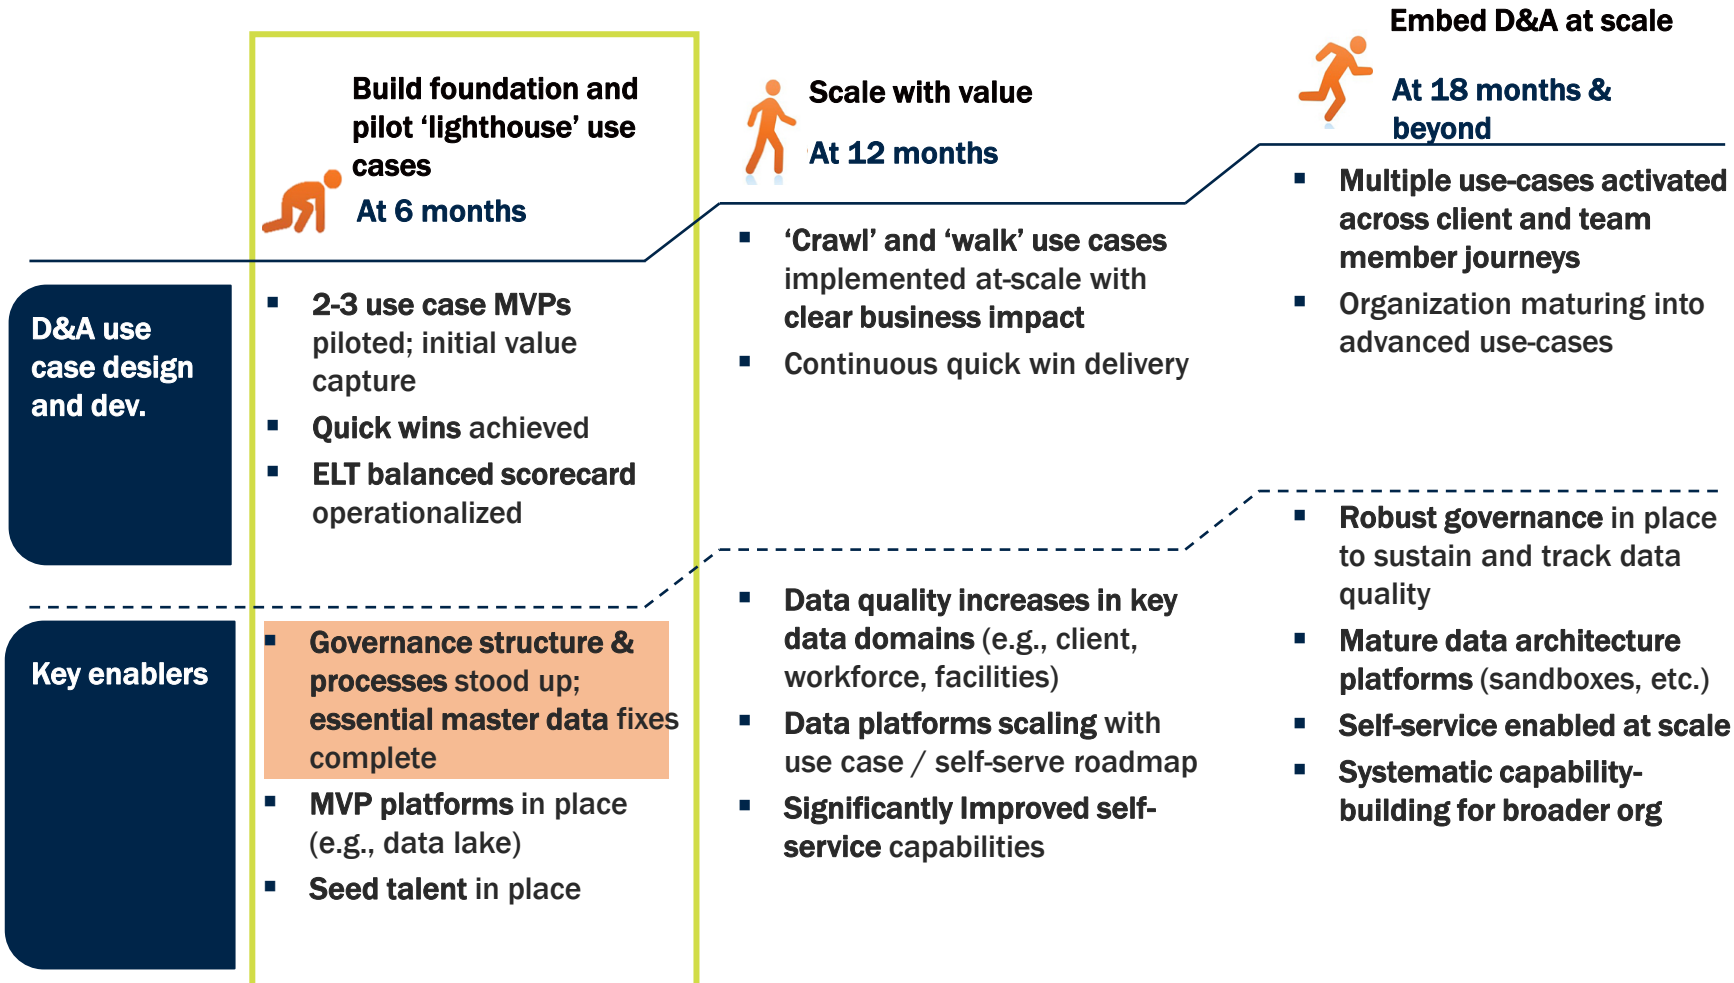 Build foundation and
pilot ‘lighthouse’ use
cases
At 6 months
Scale with value
At 12 months
Embed D&A at scale
At 18 months &
beyond
D&A use
case design
and dev.
▪ 2-3 use case MVPs
piloted; initial value
capture
▪ Quick wins achieved
▪ ELT balanced scorecard
operationalized
▪ ‘Crawl’ and ‘walk’ use cases
implemented at-scale with
clear business impact
▪ Continuous quick win delivery
▪ Multiple use-cases activated
across client and team
member journeys
▪ Organization maturing into
advanced use-cases
Key enablers
▪ Governance structure &
processes stood up;
essential master data fixes
complete
▪ MVP platforms in place
(e.g., data lake)
▪ Seed talent in place
▪ Data quality increases in key
data domains (e.g., client,
workforce, facilities)
▪ Data platforms scaling with
use case / self-serve roadmap
▪ Significantly Improved self-
service capabilities
▪ Robust governance in place
to sustain and track data
quality
▪ Mature data architecture
platforms (sandboxes, etc.)
▪ Self-service enabled at scale
▪ Systematic capability-
building for broader org